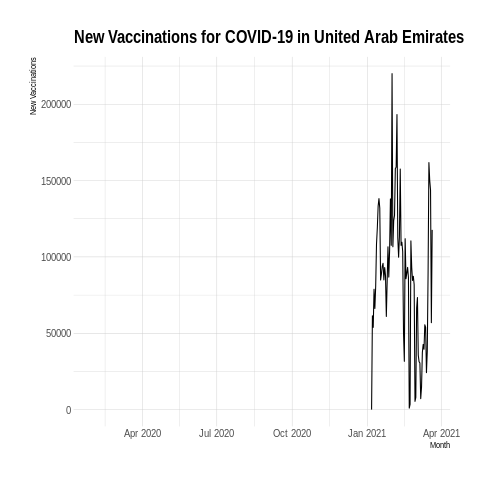 New Vaccinations for COVID-19 in United Arab Emirates
New Vaccinations
200000
150000
100000
50000
0
Apr 2020 Jul 2020 Oct 2020 Jan 2021 Apr 2021
Month